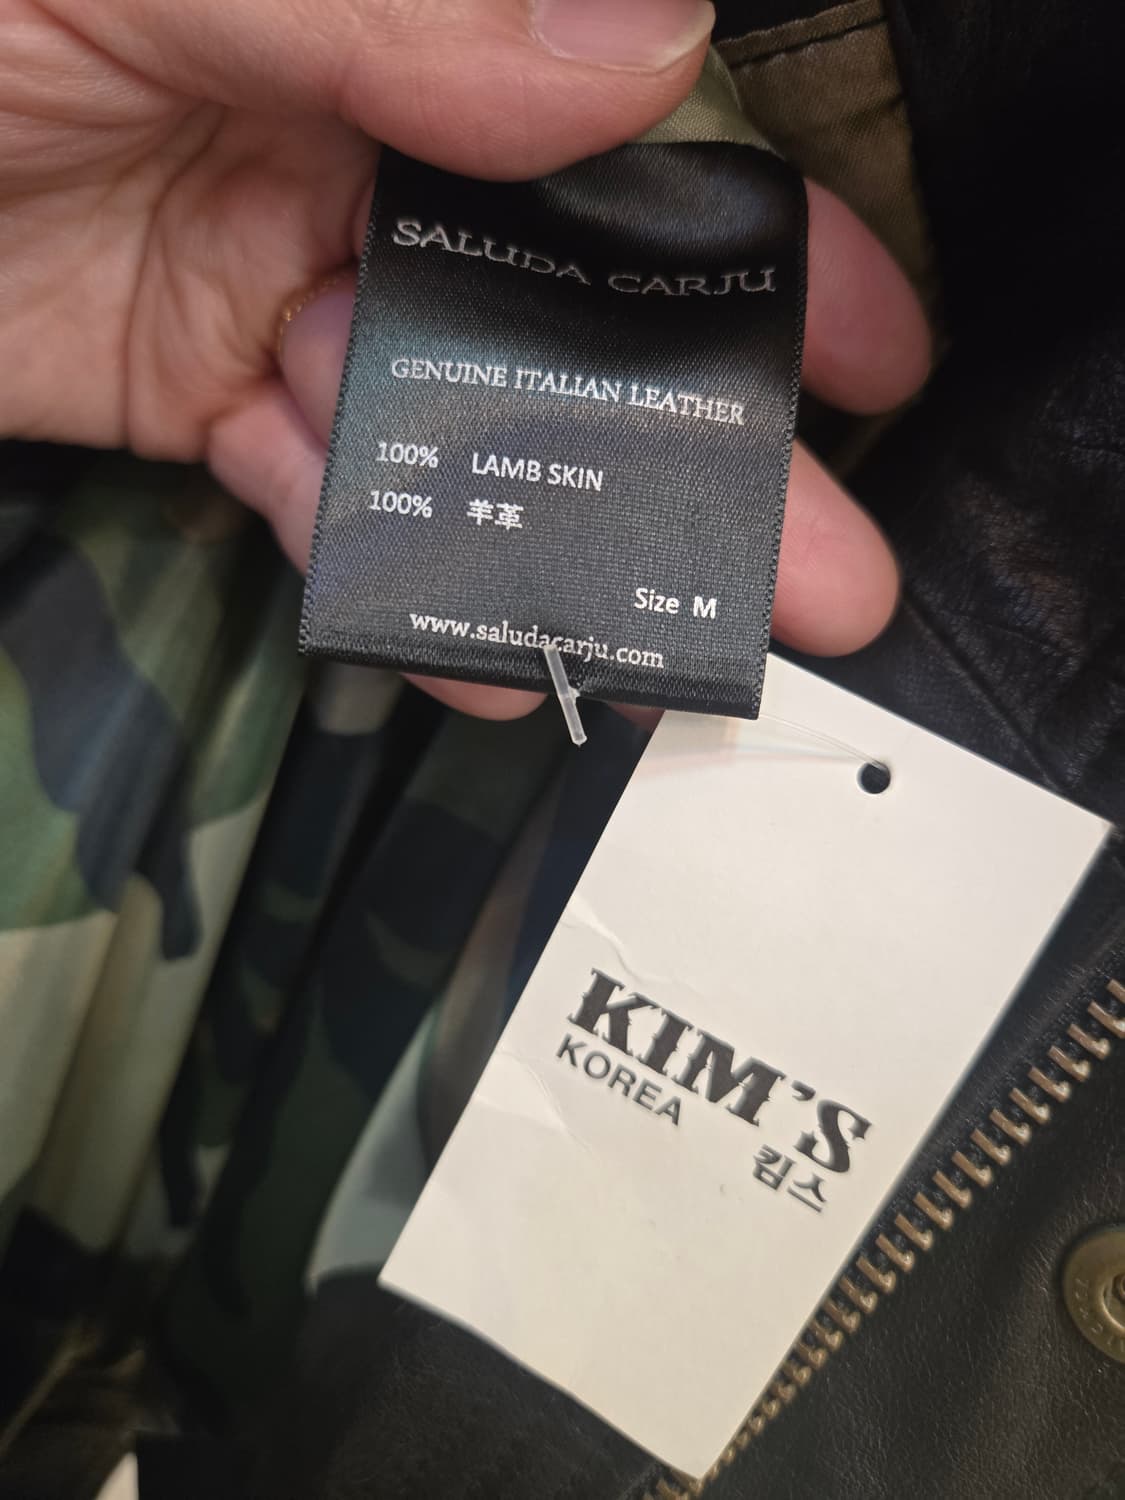 SALUDA CARJU
GENUINE ITALIAN LEATHER
100% LAMB SKIN
100% 羊革
Size M
www.saludacarju.com
KIM'S
KOREA
킴스